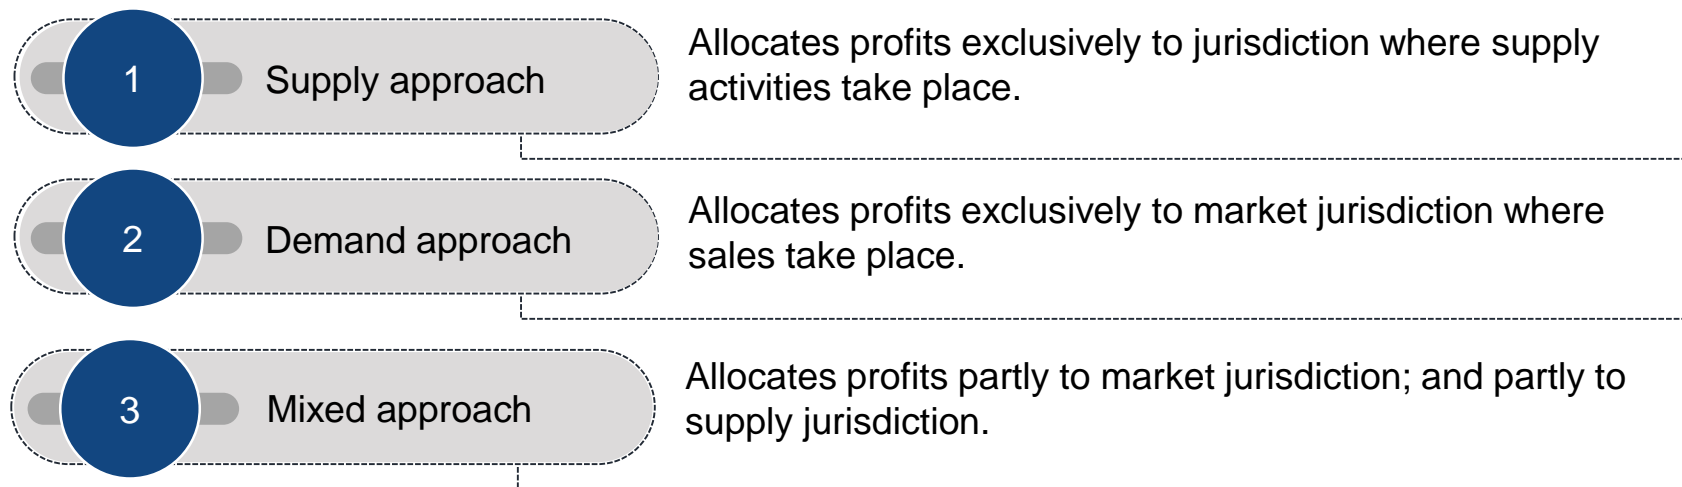 1
Supply approach
Allocates profits exclusively to jurisdiction where supply
activities take place.
2
Demand approach
Allocates profits exclusively to market jurisdiction where
sales take place.
3
Mixed approach
Allocates profits partly to market jurisdiction; and partly to
supply jurisdiction.